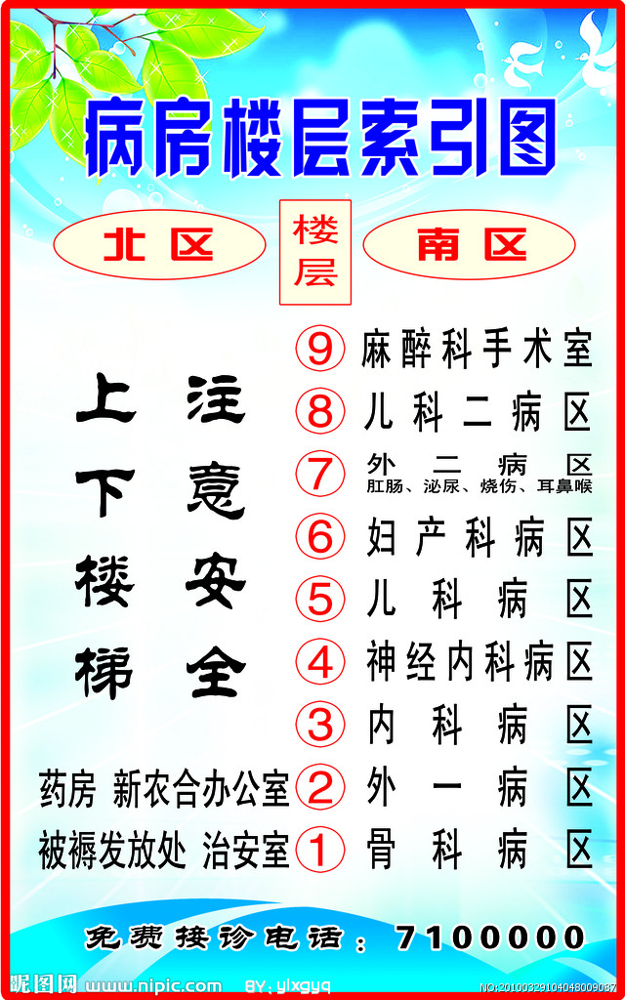 病房楼层索引图
北区 楼层 南区
⑨ 麻醉科手术室
⑧ 儿科二病区
⑦ 外二病区
肛肠、泌尿、烧伤、耳鼻喉
⑥ 妇产科病区
⑤ 儿科病区
④ 神经内科病区
③ 内科病区
上下楼梯
注意安全
药房 新农合办公室 ② 外一病区
被褥发放处 治安室 ① 骨科病区
免费接诊电话：7100000
昵图网 www.nipic.com BY: ylxgyq NO:20100329104048009087